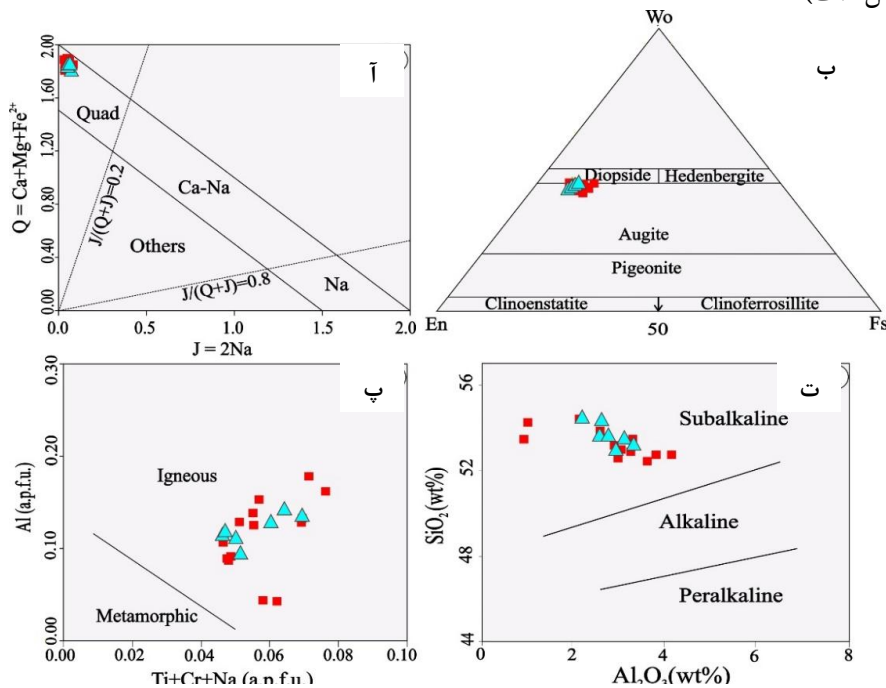 آ
2.00
1.60
1.20
0.80
0.40
0.00
Q = Ca+Mg+Fe²⁺
Quad
J/(Q+J)=0.2
Ca-Na
Others
J/(Q+J)=0.8
Na
0.0
0.5
1.0
1.5
2.0
J = 2Na
ب
Wo
Diopside
Hedenbergite
Augite
Pigeonite
Clinoenstatite
Clinoferrosillite
En
50
Fs
پ
0.30
0.20
0.10
0.00
Al (a.p.f.u.)
Igneous
Metamorphic
0.00
0.02
0.04
0.06
0.08
0.10
Ti+Cr+Na (a.p.f.u.)
ت
56
52
48
44
SiO₂(wt%)
Subalkaline
Alkaline
Peralkaline
0
2
4
6
8
Al₂O₃(wt%)